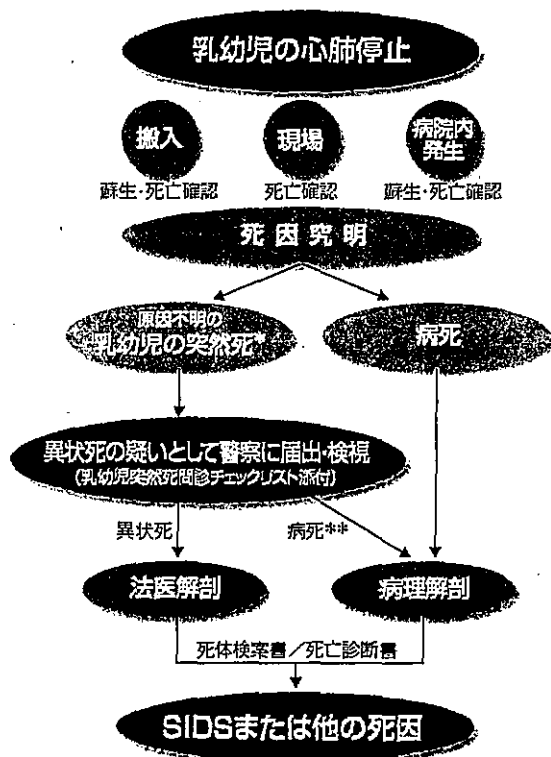 乳幼児の心肺停止
搬入
現場
病院内
発生
蘇生・死亡確認
死亡確認
蘇生・死亡確認
死因究明
原因不明の
乳幼児の突然死*
病死
異状死の疑いとして警察に届出・検視
(乳幼児突然死問診チェックリスト添付)
異状死
病死**
法医解剖
病理解剖
死体検案書/死亡診断書
SIDSまたは他の死因